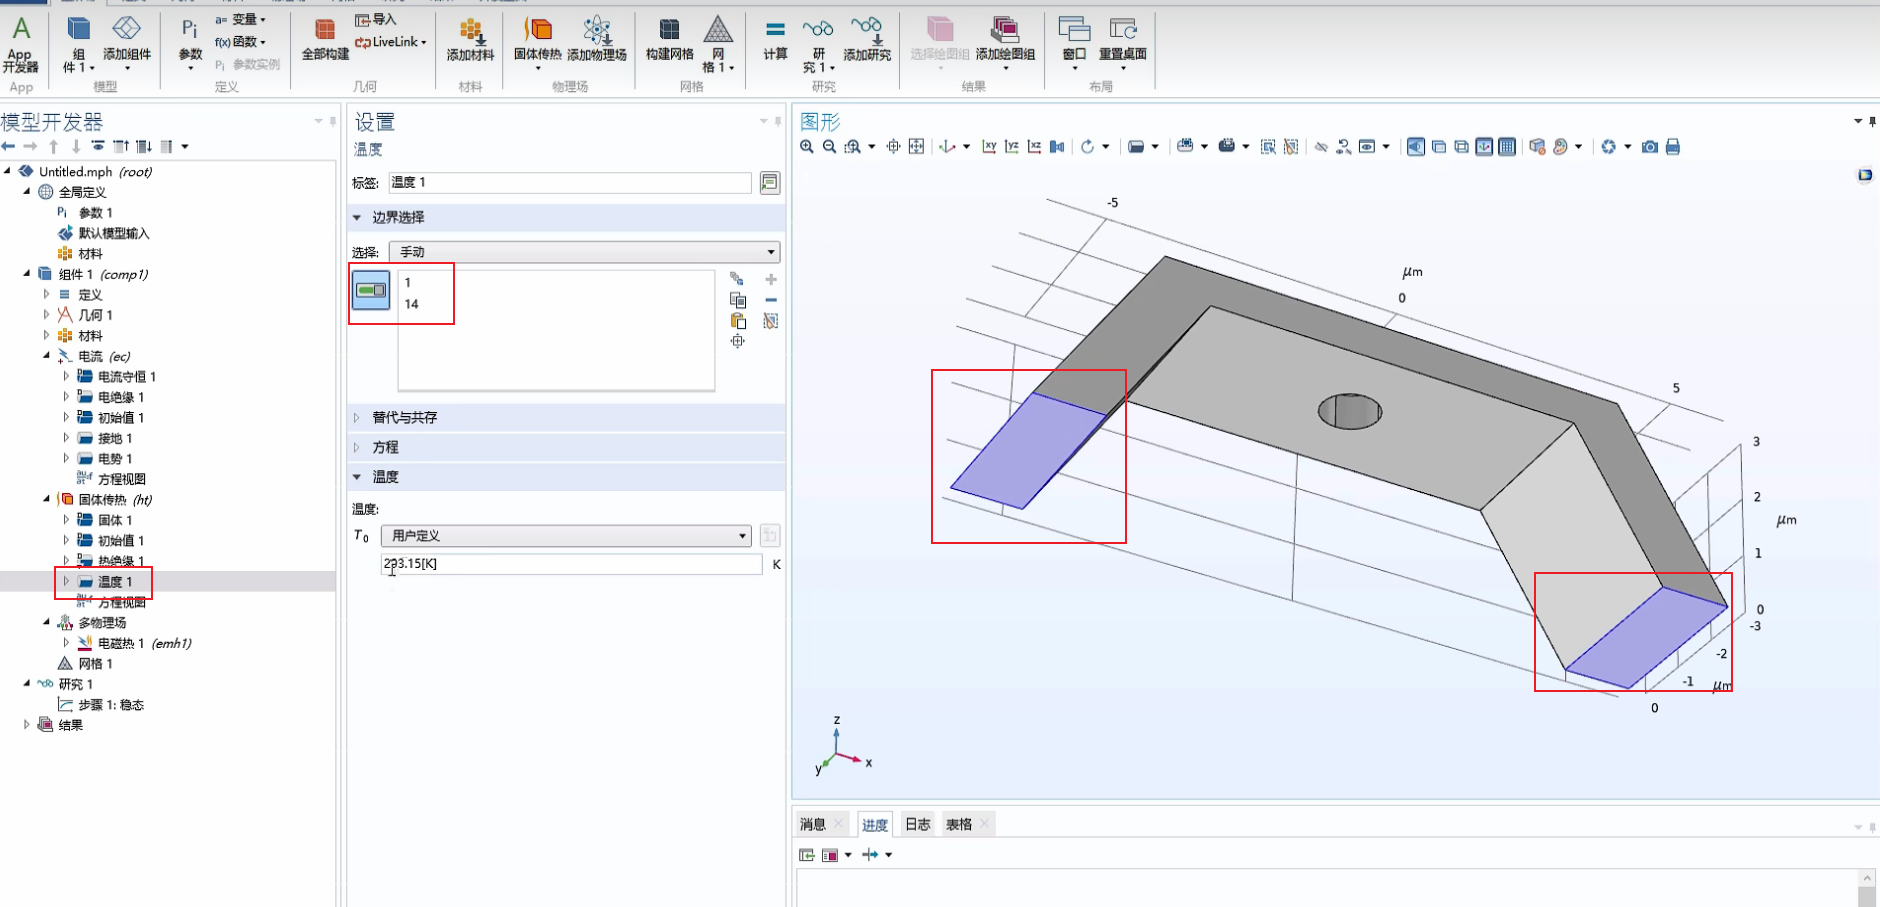 A
App
开发器
App
组
件 1
添加组件
模型
Pi
参数
a= 变量
f(x) 函数
Pi 参数实例
定义
全部构建
导入
LiveLink
几何
添加材料
材料
固体传热
添加物理场
物理场
构建网格
网
格 1
网格
计算
研
究 1
添加研究
研究
选择绘图组
添加绘图组
结果
窗口
重置桌面
布局
模型开发器
Untitled.mph (root)
全局定义
Pi 参数 1
默认模型输入
材料
组件 1 (comp1)
定义
几何 1
材料
电流 (ec)
电流守恒 1
电绝缘 1
初始值 1
接地 1
电势 1
方程视图
固体传热 (ht)
固体 1
初始值 1
热绝缘 1
温度 1
方程视图
多物理场
电磁热 1 (emh1)
网格 1
研究 1
步骤 1: 稳态
结果
设置
温度
标签: 温度 1
边界选择
选择: 手动
1
14
替代与共存
方程
温度
温度:
T0 用户定义
293.15[K] K
图形
xy yz xz
-5
μm
0
5
3
2
μm
1
0
-3
-2
-1
μm
0
z
y
x
消息 进度 日志 表格